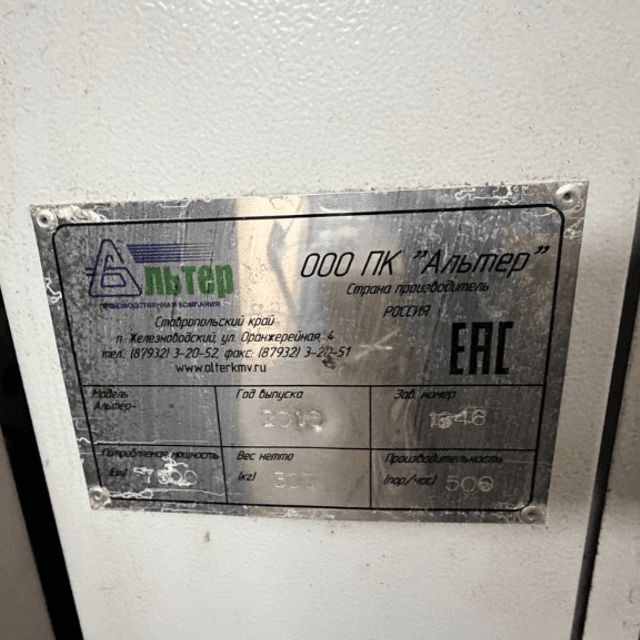 Альтер
ПРОИЗВОДСТВЕННАЯ КОМПАНИЯ
ООО ПК "Альтер"
Страна производитель
РОССИЯ
Ставропольский край
п. Железноводский, ул. Оранжерейная, 4
тел.: (87932) 3-20-52, факс: (87932) 3-20-51
www.alterkmv.ru
ЕАС
Модель
Альтер-
Год выпуска
Зав. номер
Потребляемая мощность
Вес нетто
(кг)
Производительность
(пар/час) 500